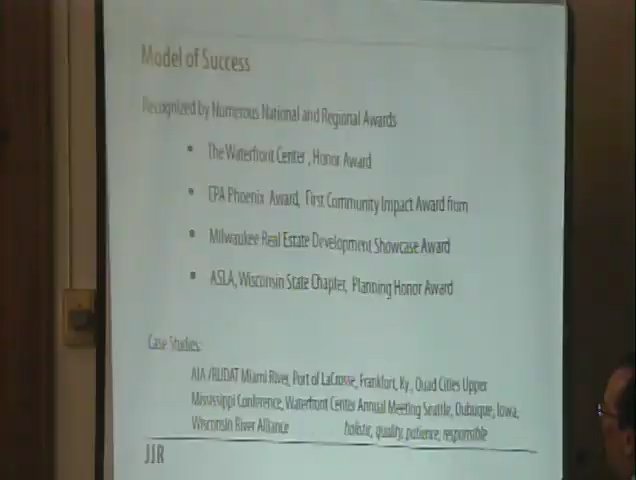 Model of Success
Recognized by Numerous National and Regional Awards
• The Waterfront Center , Honor Award
• EPA Phoenix Award, First Community Impact Award from
• Milwaukee Real Estate Development Showcase Award
• ASLA, Wisconsin State Chapter, Planning Honor Award
Case Studies:
AIA /RUDAT Miami River, Port of LaCrosse, Frankfurt, Ky., Quad Cities Upper
Mississippi Conference, Waterfront Center Annual Meeting Seattle, Dubuque, Iowa,
Wisconsin River Alliance
holistic, quality, patience, responsible
JJR